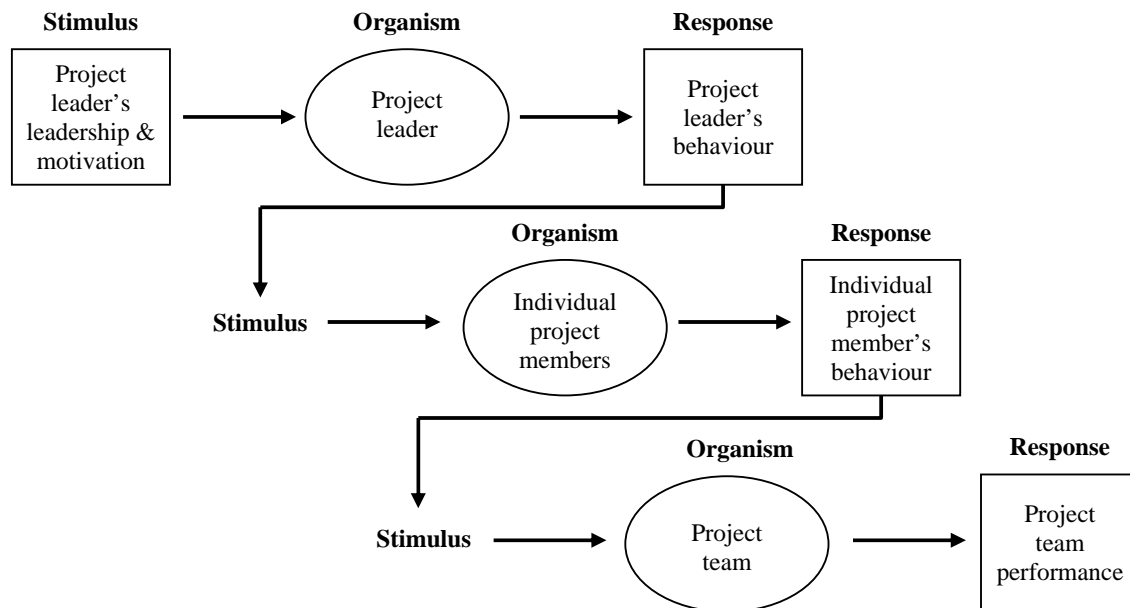 Stimulus
Organism
Response
Project
leader’s
leadership &
motivation
Project
leader
Project
leader’s
behaviour
Organism
Response
Stimulus
Individual
project
members
Individual
project
member’s
behaviour
Organism
Response
Stimulus
Project
team
Project
team
performance